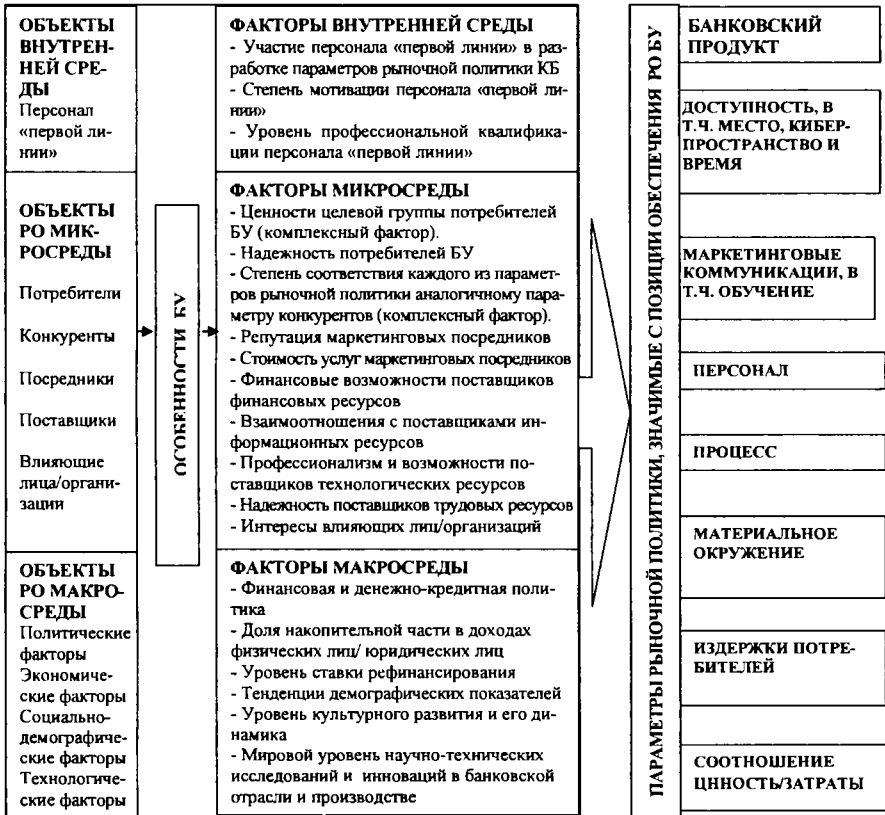 ОБЪЕКТЫ
ВНУТРЕН-
НЕЙ СРЕ-
ДЫ
Персонал
«первой ли-
нии»
ОБЪЕКТЫ
РО МИК-
РОСРЕДЫ
Потребители
Конкуренты
Посредники
Поставщики
Влияющие
лица/органи-
зации
ОБЪЕКТЫ
РО МАКРО-
СРЕДЫ
Политические
факторы
Экономиче-
ские факторы
Социально-
демографиче-
ские факторы
Технологиче-
ские факторы
ОСОБЕННОСТИ БУ
ФАКТОРЫ ВНУТРЕННЕЙ СРЕДЫ
- Участие персонала «первой линии» в раз-
работке параметров рыночной политики КБ
- Степень мотивации персонала «первой ли-
нии»
- Уровень профессиональной квалифика-
ции персонала «первой линии»
ФАКТОРЫ МИКРОСРЕДЫ
- Ценности целевой группы потребителей
БУ (комплексный фактор).
- Надежность потребителей БУ
- Степень соответствия каждого из парамет-
ров рыночной политики аналогичному пара-
метру конкурентов (комплексный фактор).
- Репутация маркетинговых посредников
- Стоимость услуг маркетинговых посредников
- Финансовые возможности поставщиков
финансовых ресурсов
- Взаимоотношения с поставщиками ин-
формационных ресурсов
- Профессионализм и возможности по-
ставщиков технологических ресурсов
- Надежность поставщиков трудовых ресурсов
- Интересы влияющих лиц/организаций
ФАКТОРЫ МАКРОСРЕДЫ
- Финансовая и денежно-кредитная поли-
тика
- Доля накопительной части в доходах
физических лиц/ юридических лиц
- Уровень ставки рефинансирования
- Тенденции демографических показателей
- Уровень культурного развития и его ди-
намика
- Мировой уровень научно-технических
исследований и инноваций в банковской
отрасли и производстве
ПАРАМЕТРЫ РЫНОЧНОЙ ПОЛИТИКИ, ЗНАЧИМЫЕ С ПОЗИЦИИ ОБЕСПЕЧЕНИЯ РО БУ
БАНКОВСКИЙ
ПРОДУКТ
ДОСТУПНОСТЬ, В
Т.Ч. МЕСТО, КИБЕР-
ПРОСТРАНСТВО И
ВРЕМЯ
МАРКЕТИНГОВЫЕ
КОММУНИКАЦИИ, В
Т.Ч. ОБУЧЕНИЕ
ПЕРСОНАЛ
ПРОЦЕСС
МАТЕРИАЛЬНОЕ
ОКРУЖЕНИЕ
ИЗДЕРЖКИ ПОТРЕ-
БИТЕЛЕЙ
СООТНОШЕНИЕ
ЦННОСТЬ/ЗАТРАТЫ